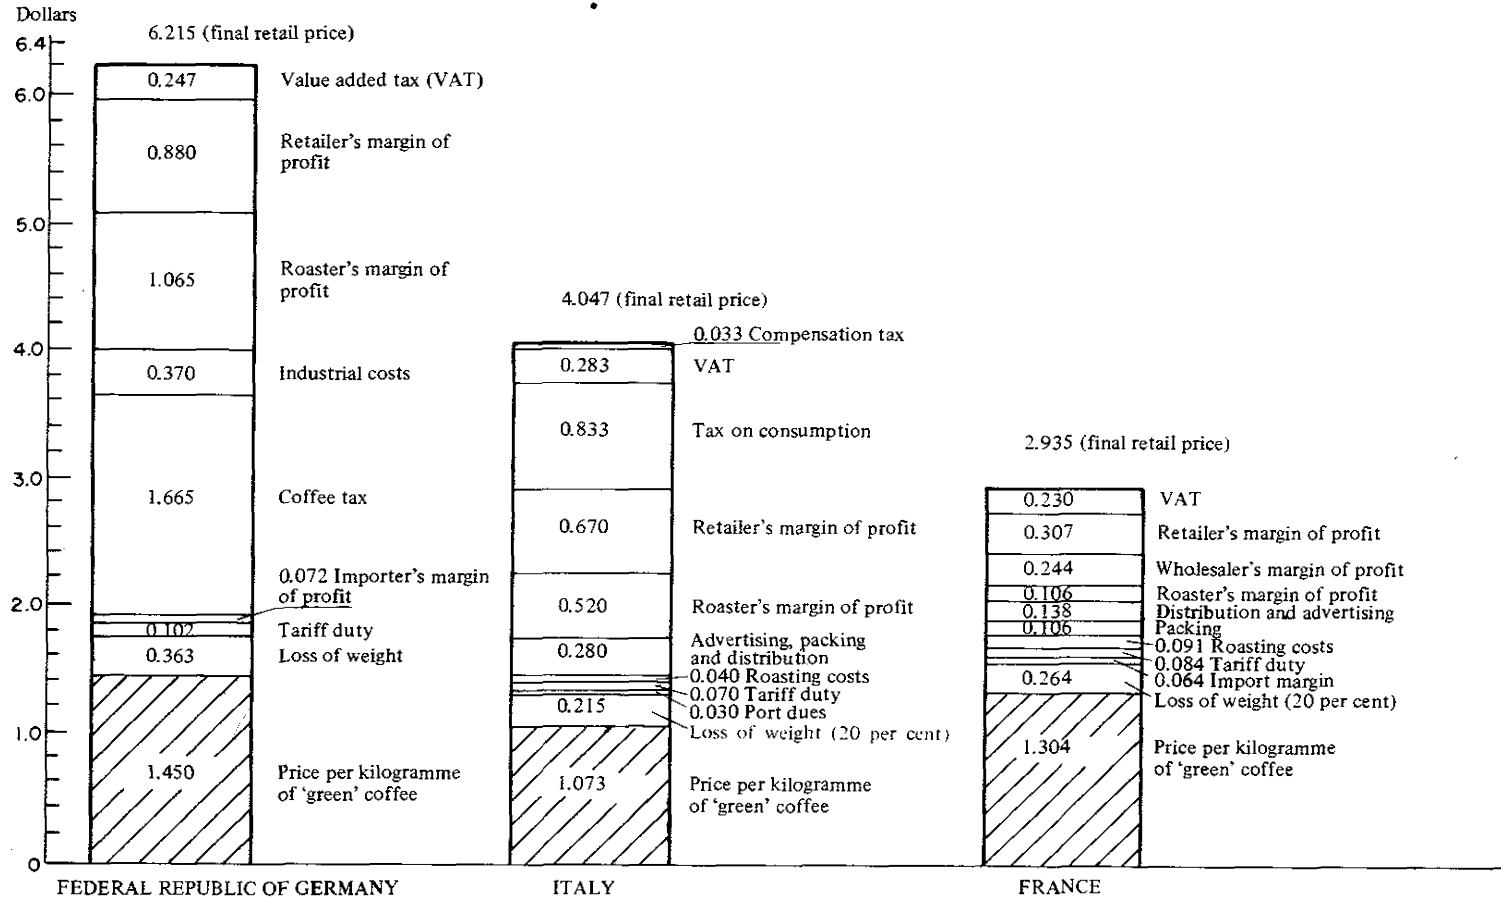 Dollars
6.215 (final retail price)
6.4
0.247 Value added tax (VAT)
6.0
0.880 Retailer's margin of
profit
5.0
1.065 Roaster's margin of
profit
4.0
0.370 Industrial costs
1.665 Coffee tax
3.0
0.072 Importer's margin
of profit
2.0
0.102 Tariff duty
0.363 Loss of weight
1.0
1.450 Price per kilogramme
of 'green' coffee
0
FEDERAL REPUBLIC OF GERMANY
4.047 (final retail price)
0.033 Compensation tax
0.283 VAT
0.833 Tax on consumption
0.670 Retailer's margin of profit
0.520 Roaster's margin of profit
0.280 Advertising, packing
and distribution
0.040 Roasting costs
0.070 Tariff duty
0.030 Port dues
0.215 Loss of weight (20 per cent)
1.073 Price per kilogramme
of 'green' coffee
ITALY
2.935 (final retail price)
0.230 VAT
0.307 Retailer's margin of profit
0.244 Wholesaler's margin of profit
0.106 Roaster's margin of profit
0.138 Distribution and advertising
0.106 Packing
0.091 Roasting costs
0.084 Tariff duty
0.064 Import margin
0.264 Loss of weight (20 per cent)
1.304 Price per kilogramme
of 'green' coffee
FRANCE